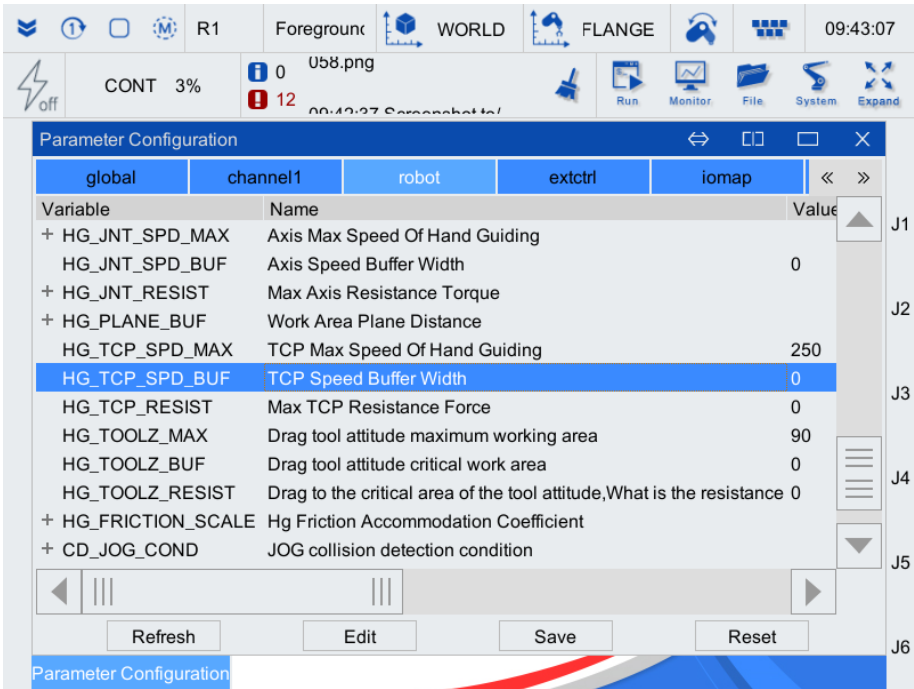 R1 Foregroun WORLD FLANGE 09:43:07
off CONT 3% 0 058.png
12
Run Monitor File System Expand
Parameter Configuration
global channel1 robot extctrl iomap
Variable Name Value
+ HG_JNT_SPD_MAX Axis Max Speed Of Hand Guiding
HG_JNT_SPD_BUF Axis Speed Buffer Width 0
+ HG_JNT_RESIST Max Axis Resistance Torque
+ HG_PLANE_BUF Work Area Plane Distance
HG_TCP_SPD_MAX TCP Max Speed Of Hand Guiding 250
HG_TCP_SPD_BUF TCP Speed Buffer Width 0
HG_TCP_RESIST Max TCP Resistance Force 0
HG_TOOLZ_MAX Drag tool attitude maximum working area 90
HG_TOOLZ_BUF Drag tool attitude critical work area 0
HG_TOOLZ_RESIST Drag to the critical area of the tool attitude,What is the resistance 0
+ HG_FRICTION_SCALE Hg Friction Accommodation Coefficient
+ CD_JOG_COND JOG collision detection condition
J1
J2
J3
J4
J5
J6
Refresh Edit Save Reset
Parameter Configuration